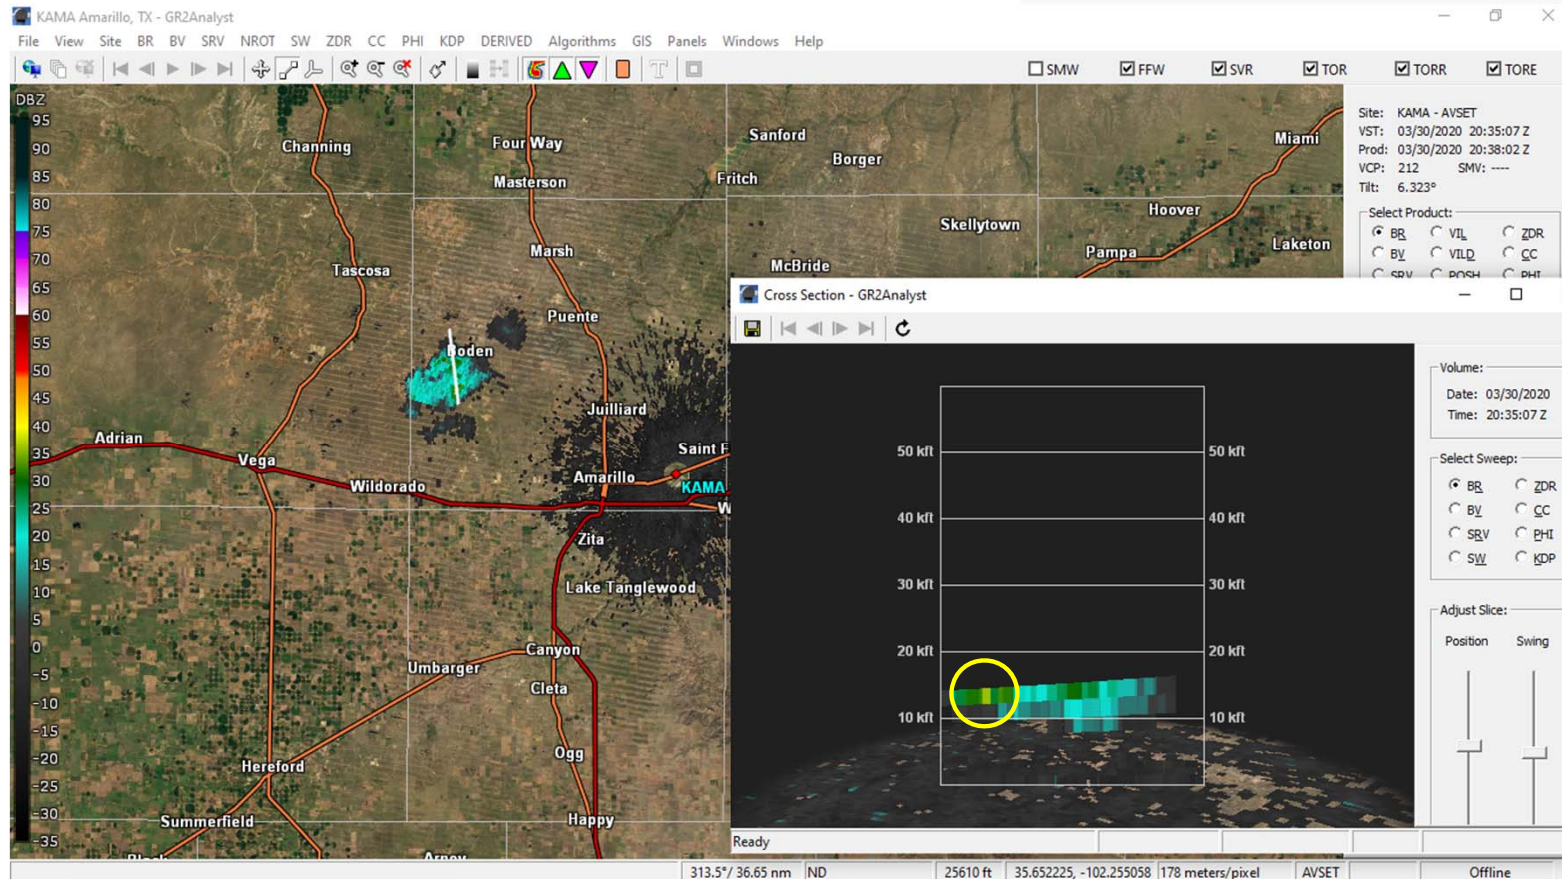 KAMA Amarillo, TX - GR2Analyst
File View Site BR BV SRV NROT SW ZDR CC PHI KDP DERIVED Algorithms GIS Panels Windows Help
SMW FFW SVR TOR TORR TORE
DBZ
95
90
85
80
75
70
65
60
55
50
45
40
35
30
25
20
15
10
5
0
-5
-10
-15
-20
-25
-30
-35
Channing
Four Way
Sanford
Borger
Miami
Masterson
Fritch
Hoover
Skellytown
Laketon
Marsh
Pampa
Tascosa
McBride
Puente
Boden
Juilliard
Adrian
Vega
Saint F
Wildorado
Amarillo
KAMA
W
Zita
Lake Tanglewood
Canyon
Umbarger
Cleta
Ogg
Hereford
Summerfield
Happy
Site: KAMA - AVSET
VST: 03/30/2020 20:35:07 Z
Prod: 03/30/2020 20:38:02 Z
VCP: 212 SMV: ----
Tilt: 6.323°
Select Product:
BR VIL ZDR
BV VILD CC
SRV POSH PHI
Cross Section - GR2Analyst
50 kft 50 kft
40 kft 40 kft
30 kft 30 kft
20 kft 20 kft
10 kft 10 kft
Volume:
Date: 03/30/2020
Time: 20:35:07 Z
Select Sweep:
BR ZDR
BV CC
SRV PHI
SW KDP
Adjust Slice:
Position Swing
Ready
313.5°/ 36.65 nm ND 25610 ft 35.652225, -102.255058 178 meters/pixel AVSET Offline